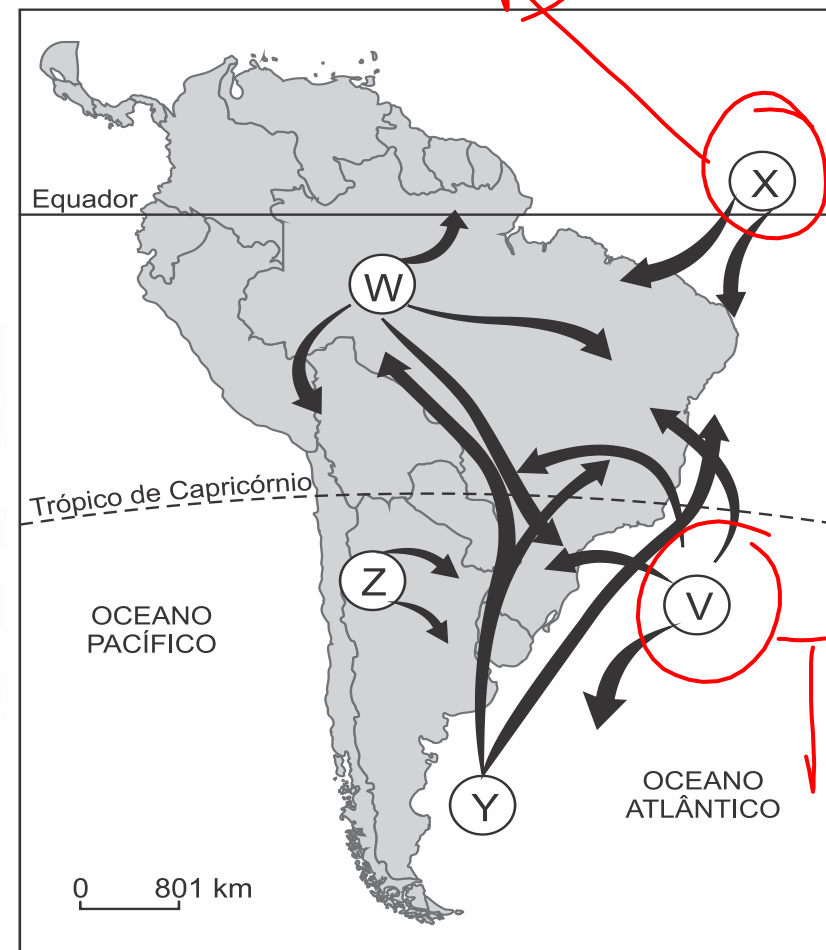 X
Equador
W
Trópico de Capricórnio
Z
V
OCEANO
PACÍFICO
Y
OCEANO
ATLÂNTICO
0 801 km